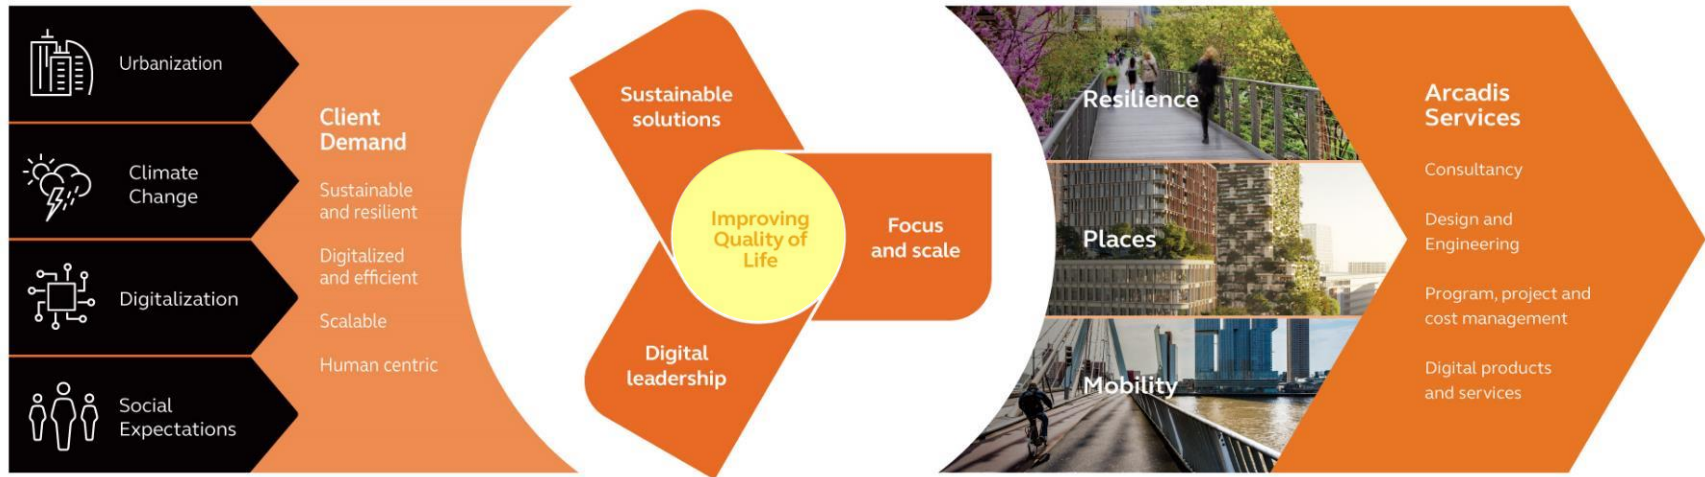 Urbanization
Climate
Change
Digitalization
Social
Expectations
Client
Demand
Sustainable
and resilient
Digitalized
and efficient
Scalable
Human centric
Sustainable
solutions
Improving
Quality of
Life
Focus
and scale
Digital
leadership
Resilience
Places
Mobility
Arcadis
Services
Consultancy
Design and
Engineering
Program, project and
cost management
Digital products
and services